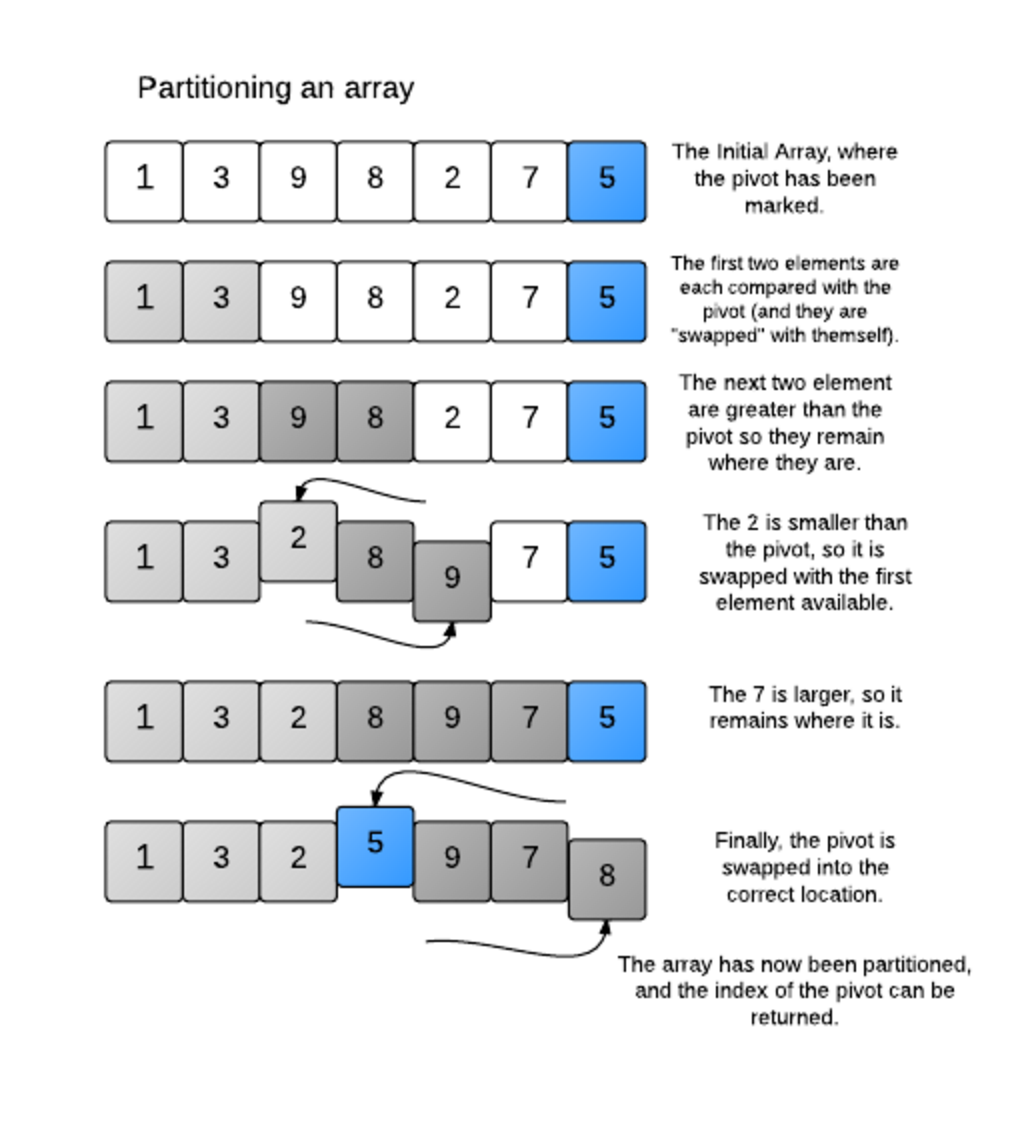 Partitioning an array
1 3 9 8 2 7 5
The Initial Array, where
the pivot has been
marked.
1 3 9 8 2 7 5
The first two elements are
each compared with the
pivot (and they are
"swapped" with themself).
1 3 9 8 2 7 5
The next two element
are greater than the
pivot so they remain
where they are.
1 3 2 8 9 7 5
The 2 is smaller than
the pivot, so it is
swapped with the first
element available.
1 3 2 8 9 7 5
The 7 is larger, so it
remains where it is.
1 3 2 5 9 7 8
Finally, the pivot is
swapped into the
correct location.
The array has now been partitioned,
and the index of the pivot can be
returned.